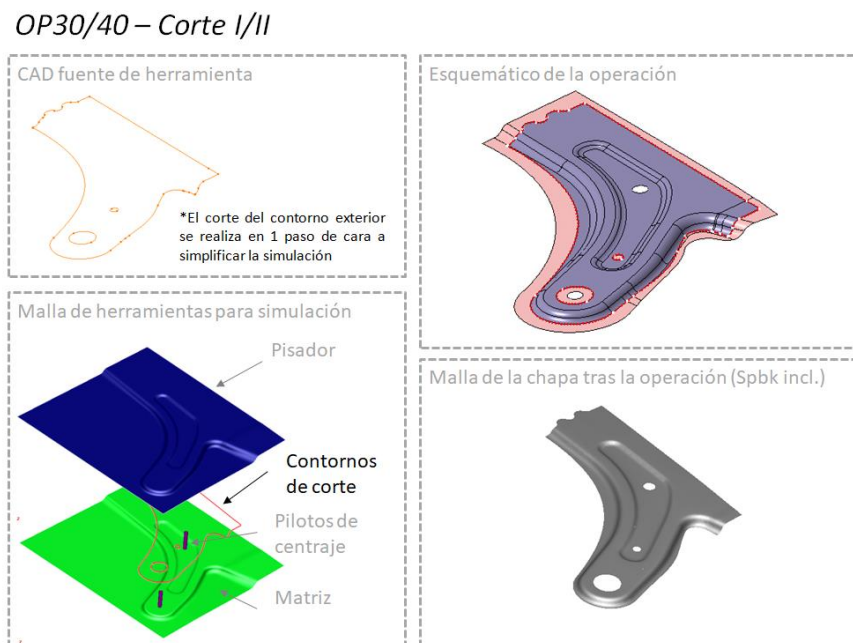 OP30/40 – Corte I/II
CAD fuente de herramienta
*El corte del contorno exterior
se realiza en 1 paso de cara a
simplificar la simulación
Esquemático de la operación
Malla de herramientas para simulación
Pisador
Contornos
de corte
Pilotos de
centraje
Matriz
Malla de la chapa tras la operación (Spbk incl.)